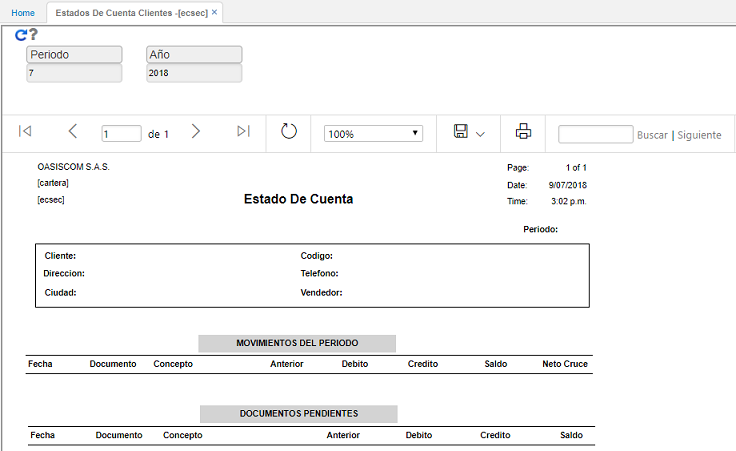 Home Estados De Cuenta Clientes -[ecsec] ×
?
Periodo Año
7 2018
1 de 1 100% Buscar | Siguiente
OASISCOM S.A.S. Page: 1 of 1
[cartera] Date: 9/07/2018
[ecsec] Estado De Cuenta Time: 3:02 p.m.
Periodo:
Cliente: Codigo:
Direccion: Telefono:
Ciudad: Vendedor:
MOVIMIENTOS DEL PERIODO
Fecha Documento Concepto Anterior Debito Credito Saldo Neto Cruce
DOCUMENTOS PENDIENTES
Fecha Documento Concepto Anterior Debito Credito Saldo